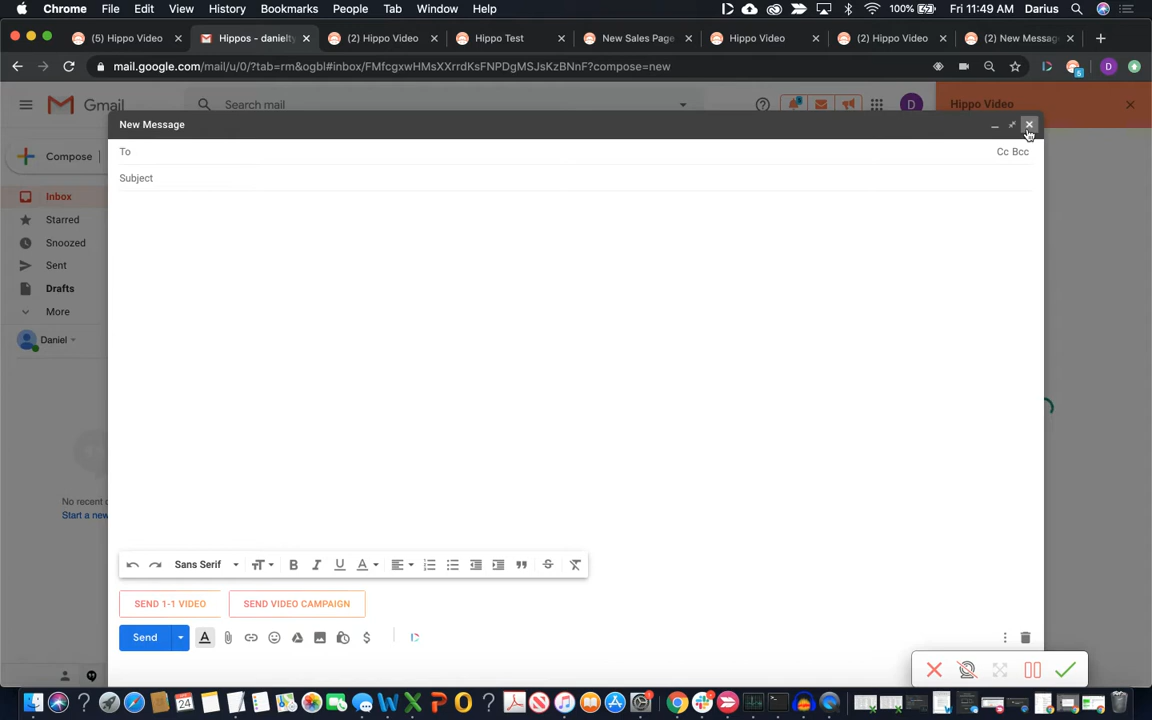 Chrome File Edit View History Bookmarks People Tab Window Help 100% Fri 11:49 AM Darius
(5) Hippo Video Hippos - danielty (2) Hippo Video Hippo Test New Sales Page Hippo Video (2) Hippo Video (2) New Messag
mail.google.com/mail/u/0/?tab=rm&ogbl#inbox/FMfcgxwHMsXXrrdKsFNPDgMSJsKzBNnF?compose=new
Gmail Search mail D Hippo Video
New Message
Compose
To Cc Bcc
Subject
Inbox
Starred
Snoozed
Sent
Drafts
More
Daniel
No recent c
Start a new
Sans Serif
SEND 1-1 VIDEO SEND VIDEO CAMPAIGN
Send